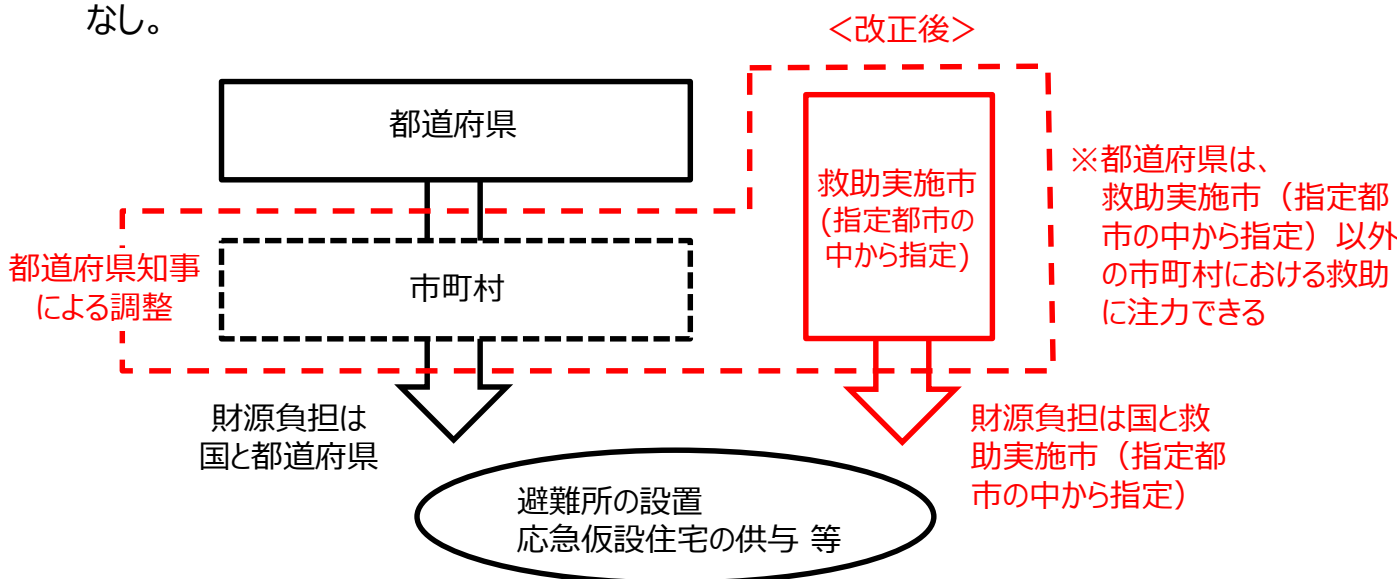 なし。
<改正後>
都道府県
救助実施市
(指定都市の
中から指定)
※都道府県は、
救助実施市（指定都
市の中から指定）以外
の市町村における救助
に注力できる
都道府県知事
による調整
市町村
財源負担は
国と都道府県
財源負担は国と救
助実施市（指定都
市の中から指定）
避難所の設置
応急仮設住宅の供与 等